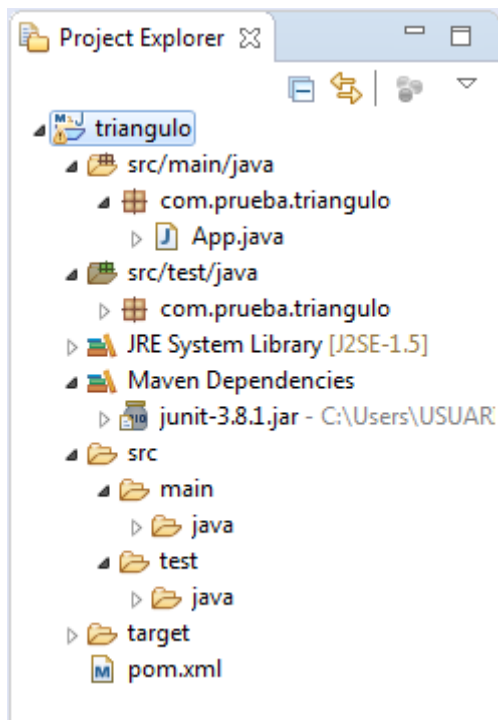 Project Explorer
triangulo
src/main/java
com.prueba.triangulo
App.java
src/test/java
com.prueba.triangulo
JRE System Library [J2SE-1.5]
Maven Dependencies
junit-3.8.1.jar - C:\Users\USUAR
src
main
java
test
java
target
pom.xml